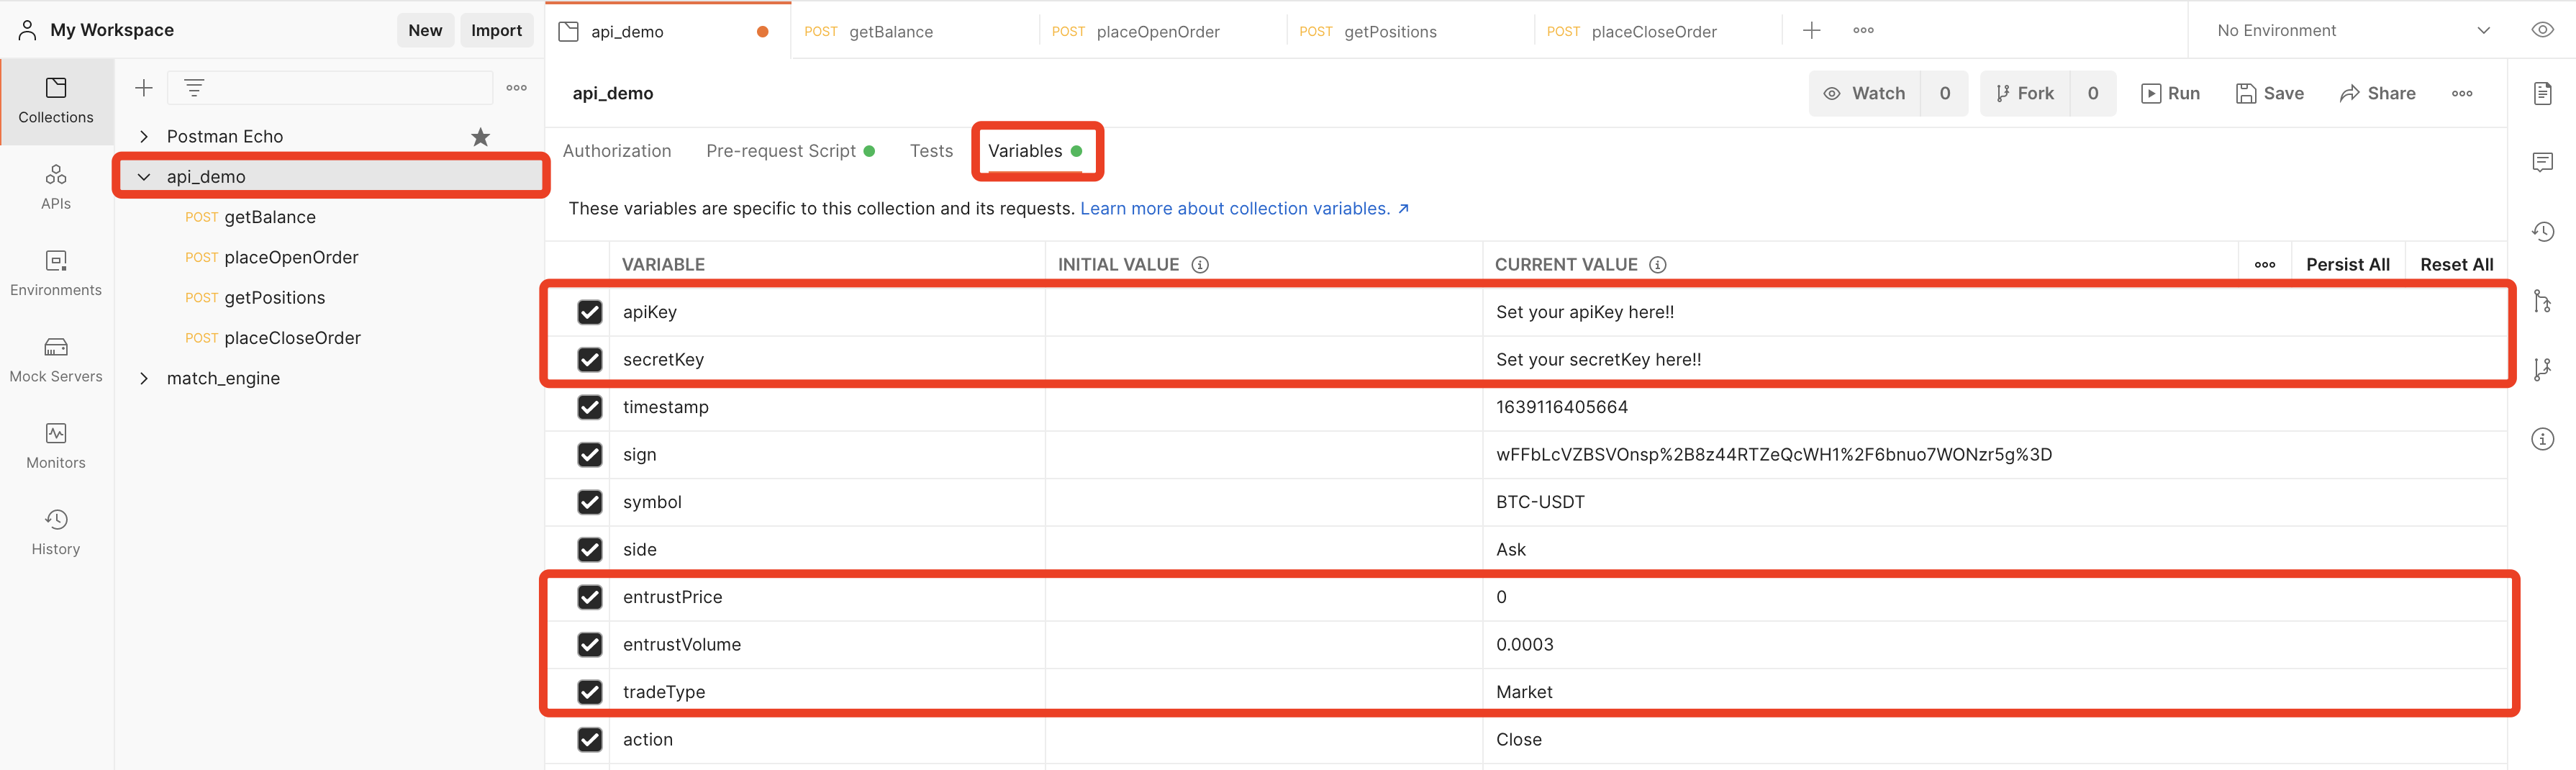 My Workspace
New
Import
api_demo
POST getBalance
POST placeOpenOrder
POST getPositions
POST placeCloseOrder
No Environment
Collections
APIs
Environments
Mock Servers
Monitors
History
Postman Echo
api_demo
POST getBalance
POST placeOpenOrder
POST getPositions
POST placeCloseOrder
match_engine
api_demo
Watch 0
Fork 0
Run
Save
Share
Authorization
Pre-request Script
Tests
Variables
These variables are specific to this collection and its requests. Learn more about collection variables. ↗
VARIABLE INITIAL VALUE CURRENT VALUE Persist All Reset All
apiKey Set your apiKey here!!
secretKey Set your secretKey here!!
timestamp 1639116405664
sign wFFbLcVZBSVOnsp%2B8z44RTZeQcWH1%2F6bnuo7WONzr5g%3D
symbol BTC-USDT
side Ask
entrustPrice 0
entrustVolume 0.0003
tradeType Market
action Close